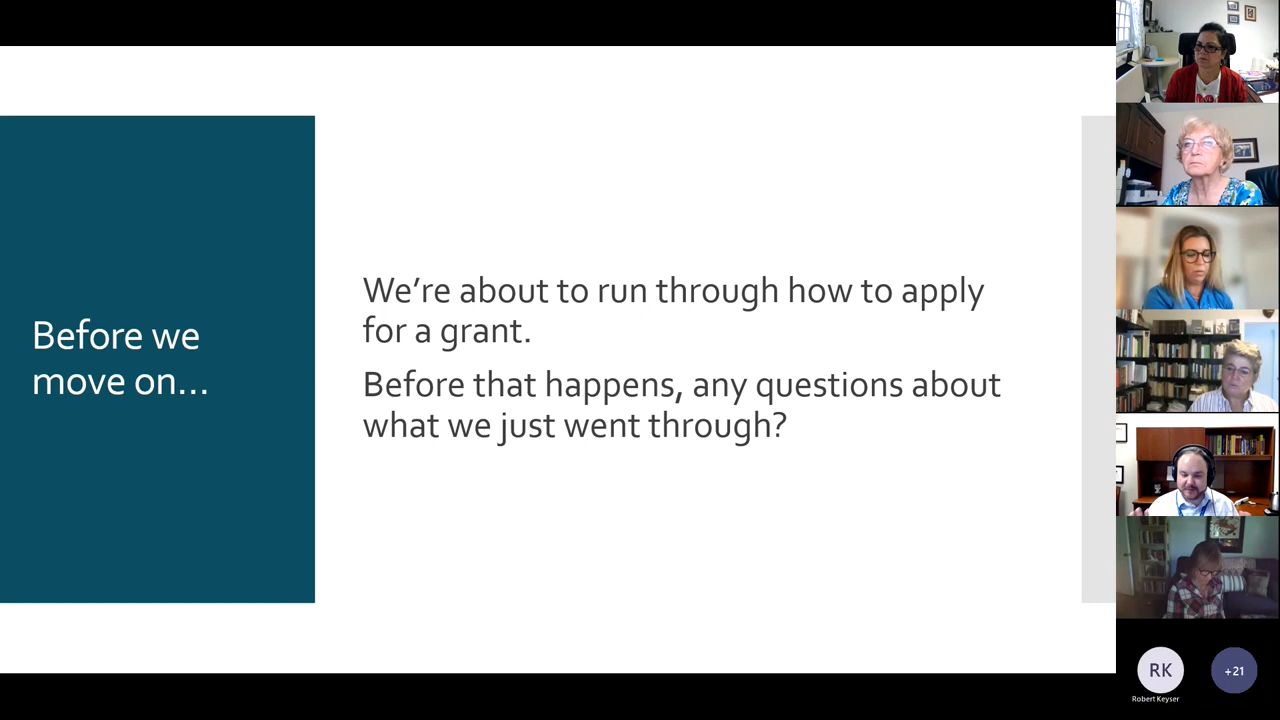 Before we
move on…
We’re about to run through how to apply
for a grant.
Before that happens, any questions about
what we just went through?
RK
+21
Robert Keyser